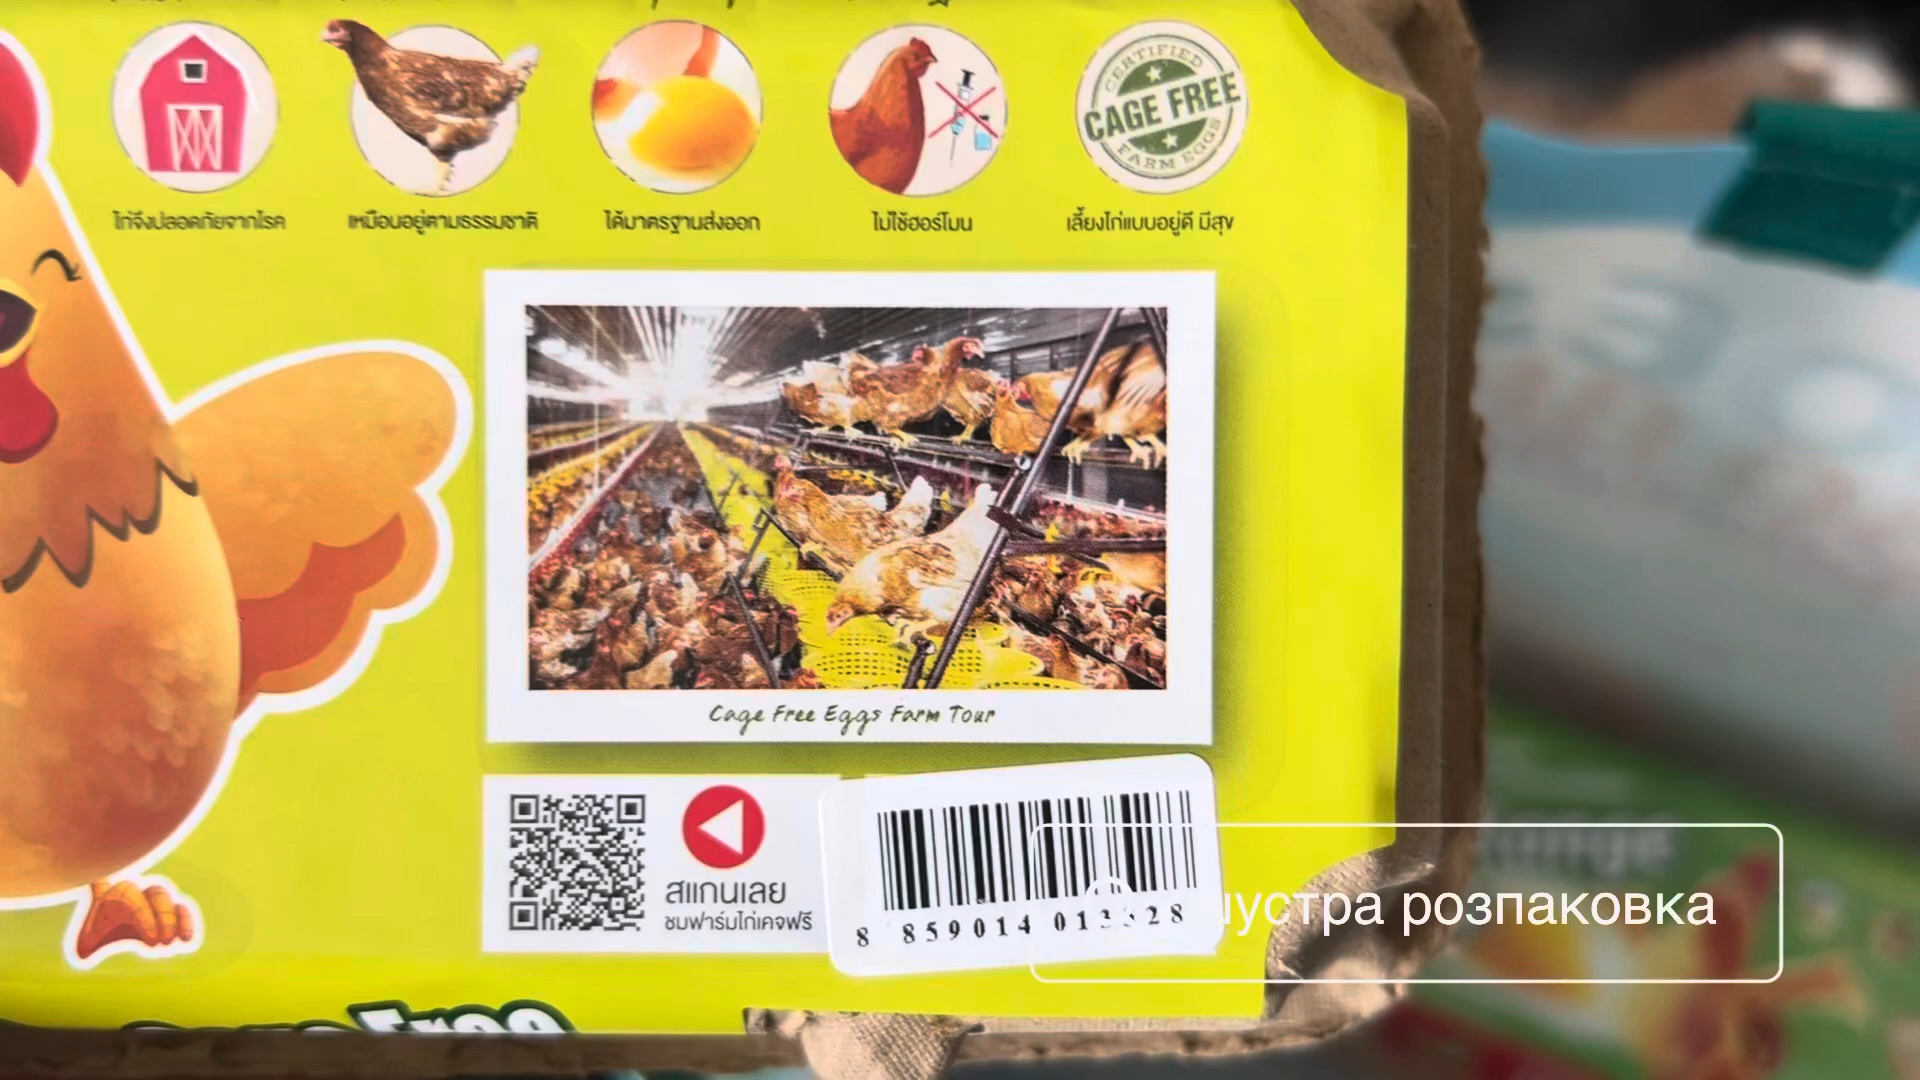 CERTIFIED
CAGE FREE
FARM EGGS
ไก่จึงปลอดภัยจากโรค
เหมือนอยู่ตามธรรมชาติ
ได้มาตรฐานส่งออก
ไม่ใช้ฮอร์โมน
เลี้ยงไก่แบบอยู่ดี มีสุข
Cage Free Eggs Farm Tour
สแกนเลย
ชมฟาร์มไก่เคจฟรี
8 859014
розпаковка
Free